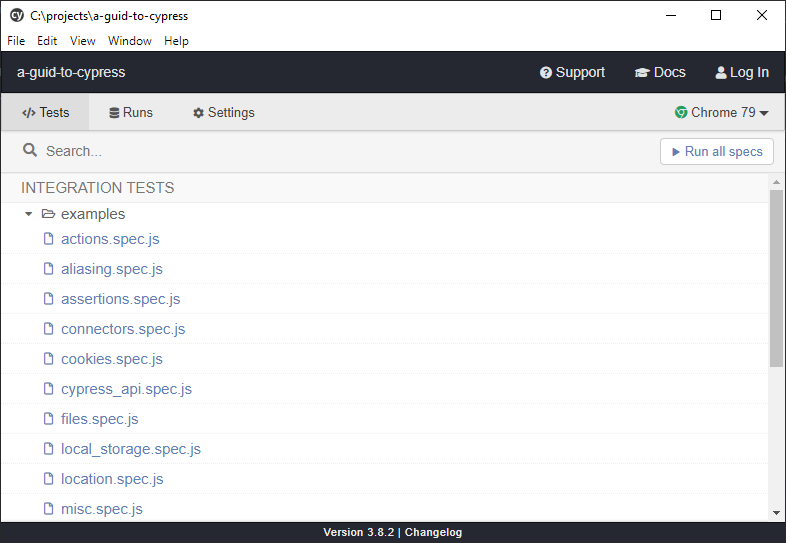 cy C:\projects\a-guid-to-cypress
File Edit View Window Help
a-guid-to-cypress Support Docs Log In
Tests Runs Settings Chrome 79
Search... Run all specs
INTEGRATION TESTS
examples
actions.spec.js
aliasing.spec.js
assertions.spec.js
connectors.spec.js
cookies.spec.js
cypress_api.spec.js
files.spec.js
local_storage.spec.js
location.spec.js
misc.spec.js
Version 3.8.2 | Changelog